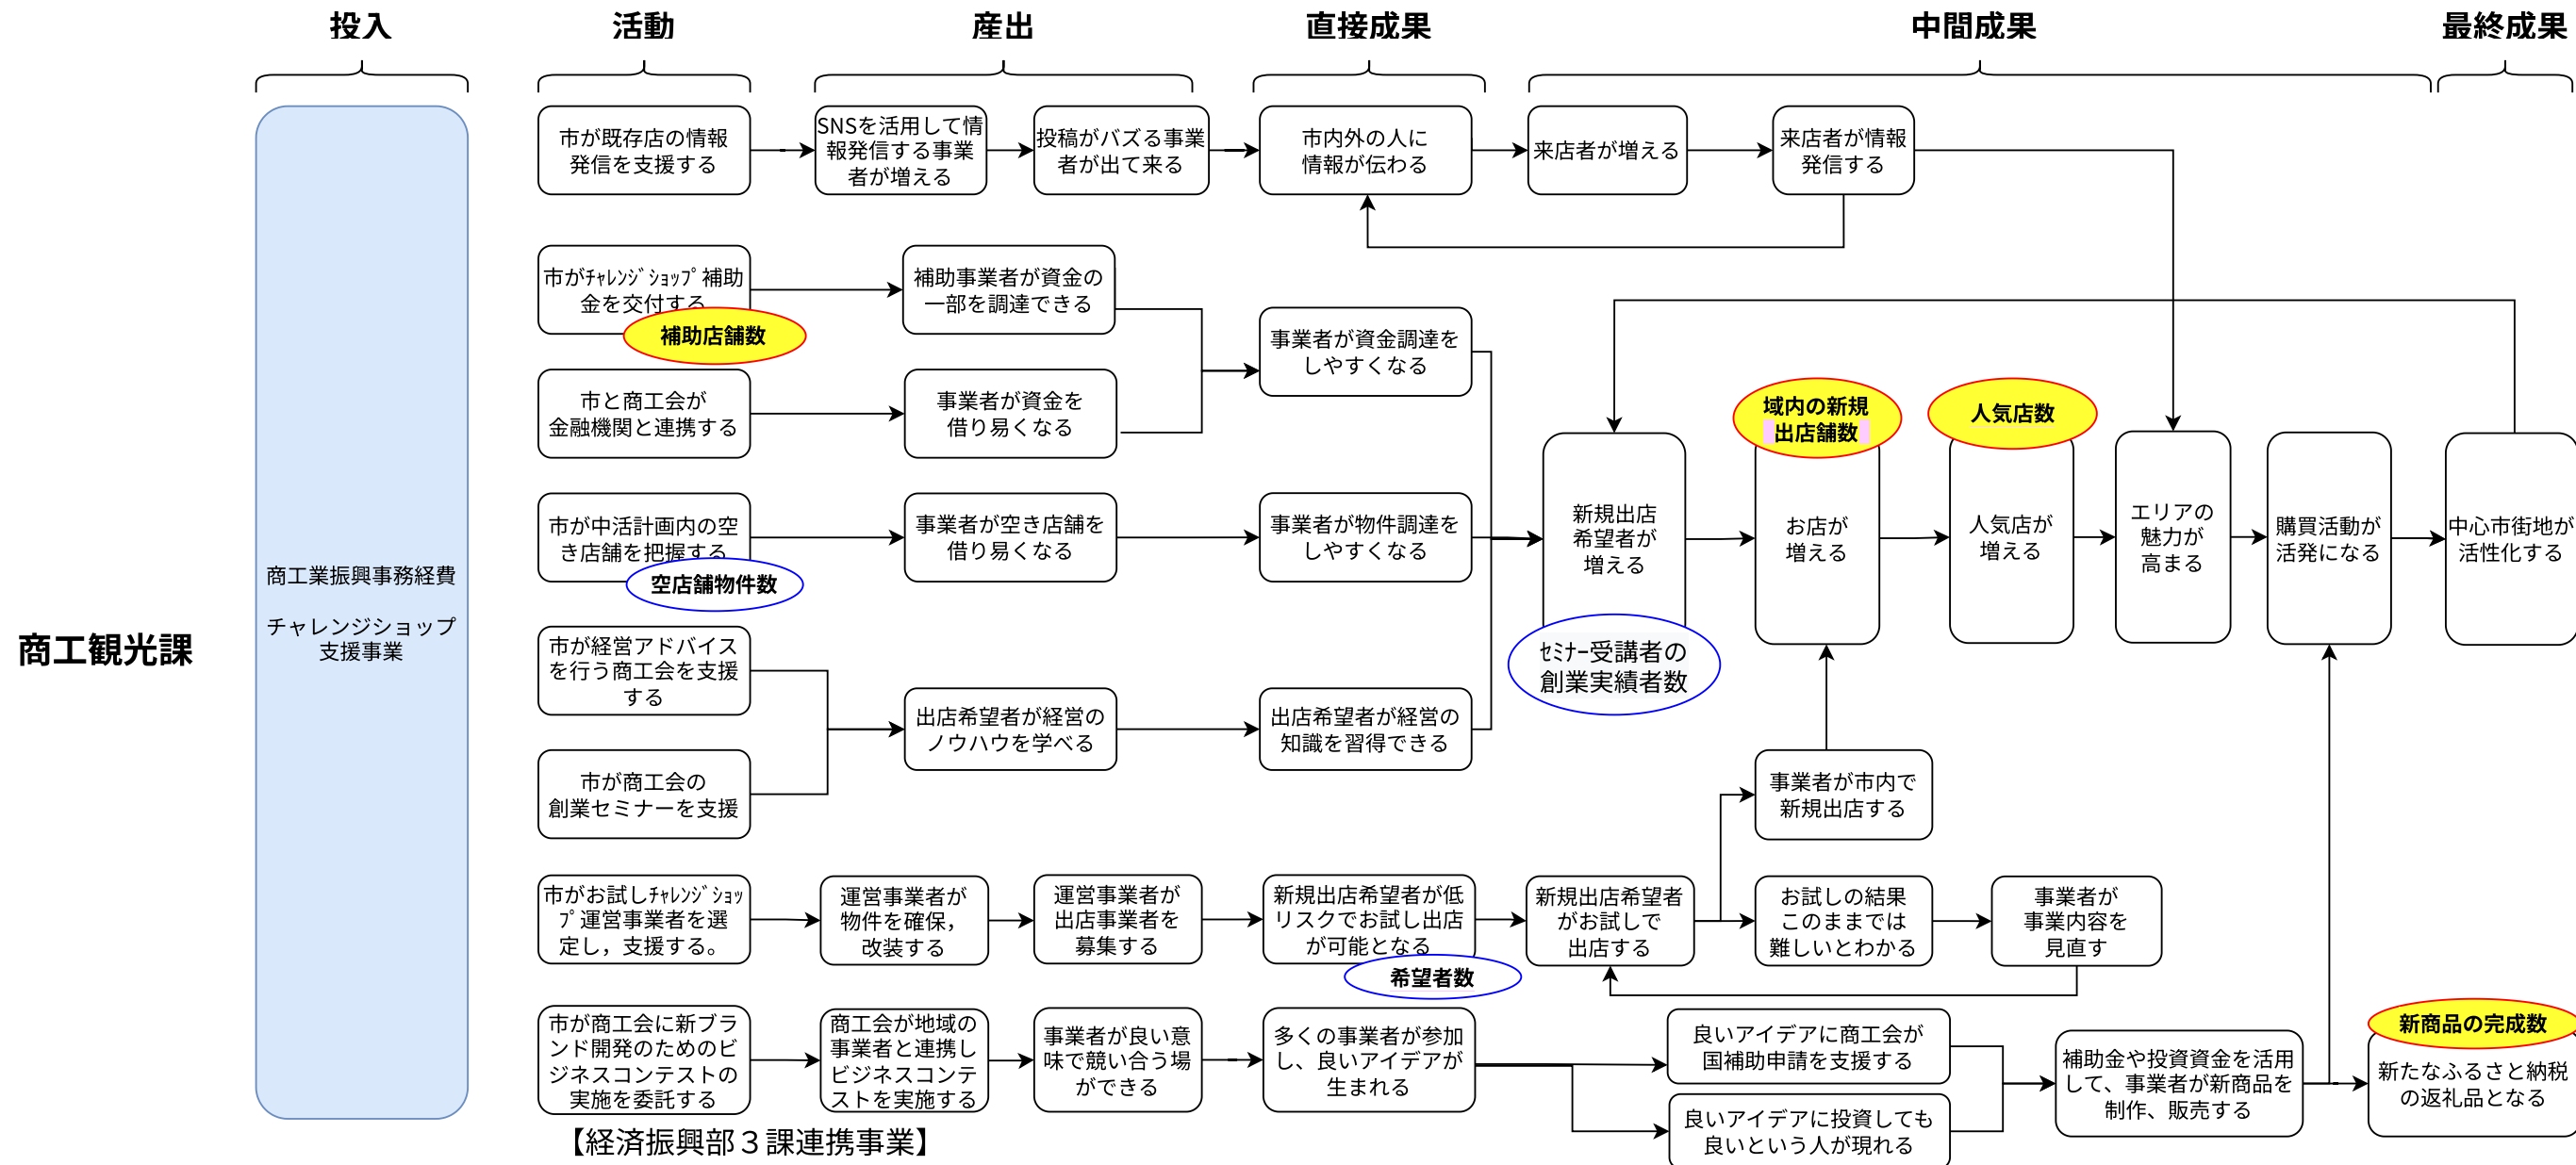 投入
活動
産出
直接成果
中間成果
最終成果
商工観光課
商工業振興事務経費
チャレンジショップ
支援事業
市が既存店の情報
発信を支援する
SNSを活用して情
報発信する事業
者が増える
投稿がバズる事業
者が出て来る
市内外の人に
情報が伝わる
来店者が増える
来店者が情報
発信する
市がﾁｬﾚﾝｼﾞｼｮｯﾌﾟ補助
金を交付する
補助店舗数
補助事業者が資金の
一部を調達できる
事業者が資金調達を
しやすくなる
市と商工会が
金融機関と連携する
事業者が資金を
借り易くなる
市が中活計画内の空
き店舗を把握する
空店舗物件数
事業者が空き店舗を
借り易くなる
事業者が物件調達を
しやすくなる
市が経営アドバイス
を行う商工会を支援
する
市が商工会の
創業セミナーを支援
出店希望者が経営の
ノウハウを学べる
出店希望者が経営の
知識を習得できる
新規出店
希望者が
増える
ｾﾐﾅｰ受講者の
創業実績者数
域内の新規
出店舗数
お店が
増える
人気店数
人気店が
増える
エリアの
魅力が
高まる
購買活動が
活発になる
中心市街地が
活性化する
事業者が市内で
新規出店する
市がお試しﾁｬﾚﾝｼﾞｼｮｯ
ﾌﾟ運営事業者を選
定し，支援する。
運営事業者が
物件を確保，
改装する
運営事業者が
出店事業者を
募集する
新規出店希望者が低
リスクでお試し出店
が可能となる
希望者数
新規出店希望者
がお試しで
出店する
お試しの結果
このままでは
難しいとわかる
事業者が
事業内容を
見直す
市が商工会に新ブラ
ンド開発のためのビ
ジネスコンテストの
実施を委託する
商工会が地域の
事業者と連携し
ビジネスコンテ
ストを実施する
事業者が良い意
味で競い合う場
ができる
多くの事業者が参加
し、良いアイデアが
生まれる
良いアイデアに商工会が
国補助申請を支援する
良いアイデアに投資しても
良いという人が現れる
補助金や投資資金を活用
して、事業者が新商品を
制作、販売する
新商品の完成数
新たなふるさと納税
の返礼品となる
【経済振興部３課連携事業】